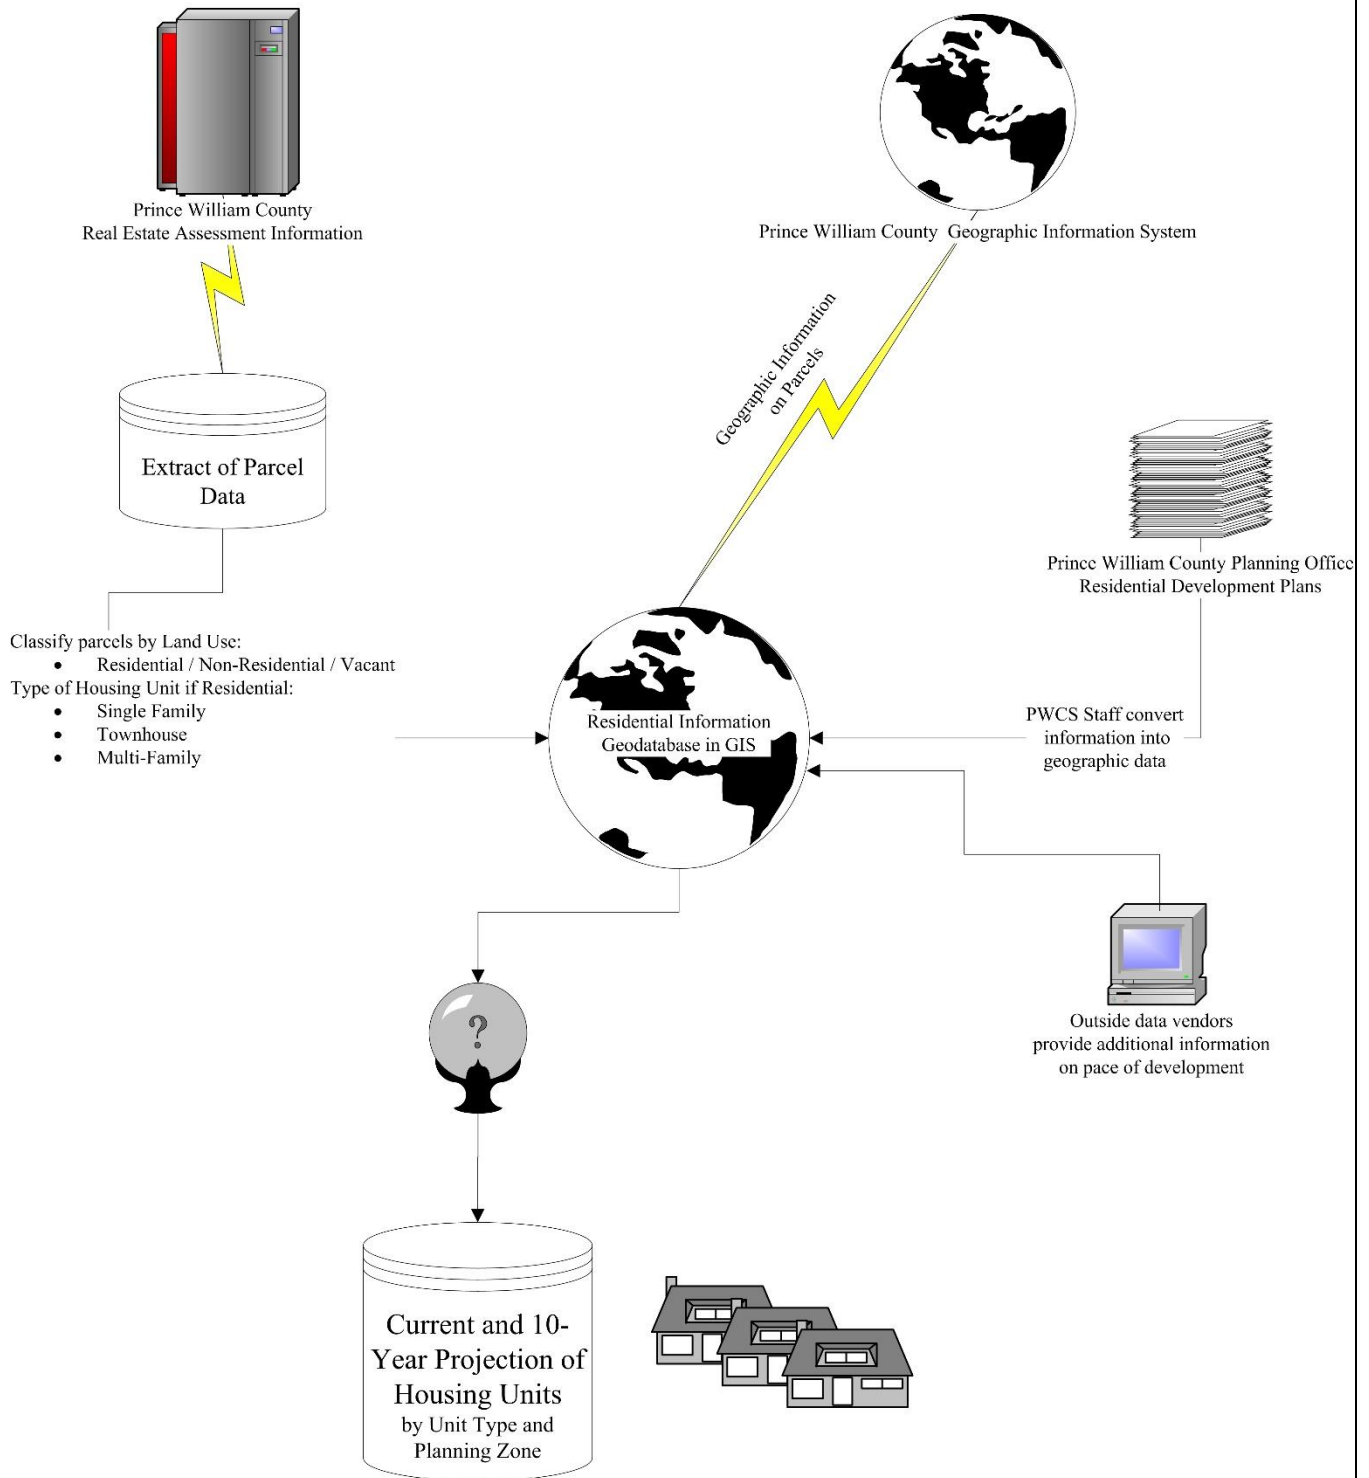 Prince William County
Real Estate Assessment Information
Prince William County Geographic Information System
Geographic Information
on Parcels
Extract of Parcel
Data
Prince William County Planning Office
Residential Development Plans
Classify parcels by Land Use:
• Residential / Non-Residential / Vacant
Type of Housing Unit if Residential:
• Single Family
• Townhouse
• Multi-Family
Residential Information
Geodatabase in GIS
PWCS Staff convert
information into
geographic data
?
Outside data vendors
provide additional information
on pace of development
Current and 10-
Year Projection of
Housing Units
by Unit Type and
Planning Zone